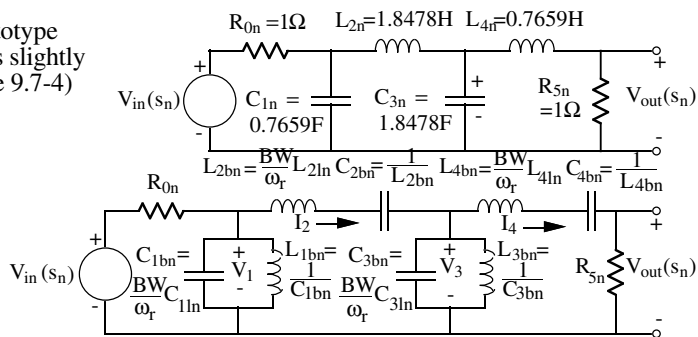 otype
s slightly
e 9.7-4)
R0n =1Ω
L2n=1.8478H
L4n=0.7659H
+
Vin(sn)
-
C1n =
0.7659F
C3n =
1.8478F
+
-
R5n
=1Ω
+
Vout(sn)
-
L2bn= BW/ωr L2ln
C2bn= 1/L2bn
L4bn= BW/ωr L4ln
C4bn= 1/L4bn
R0n
I2
I4
+
Vin(sn)
-
C1bn=
BW/ωr C1ln
+
V1
-
L1bn=
1/C1bn
C3bn=
BW/ωr C3ln
+
V3
-
L3bn=
1/C3bn
R5n
+
Vout(sn)
-